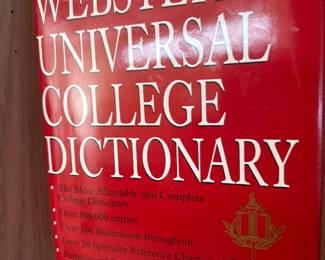 WEBSTER'S
UNIVERSAL
COLLEGE
DICTIONARY
The Most Affordable and Complete
College Dictionary
Over 100,000 entries
Over 300 illustrations throughout
Over 20 Specialty Reference Charts